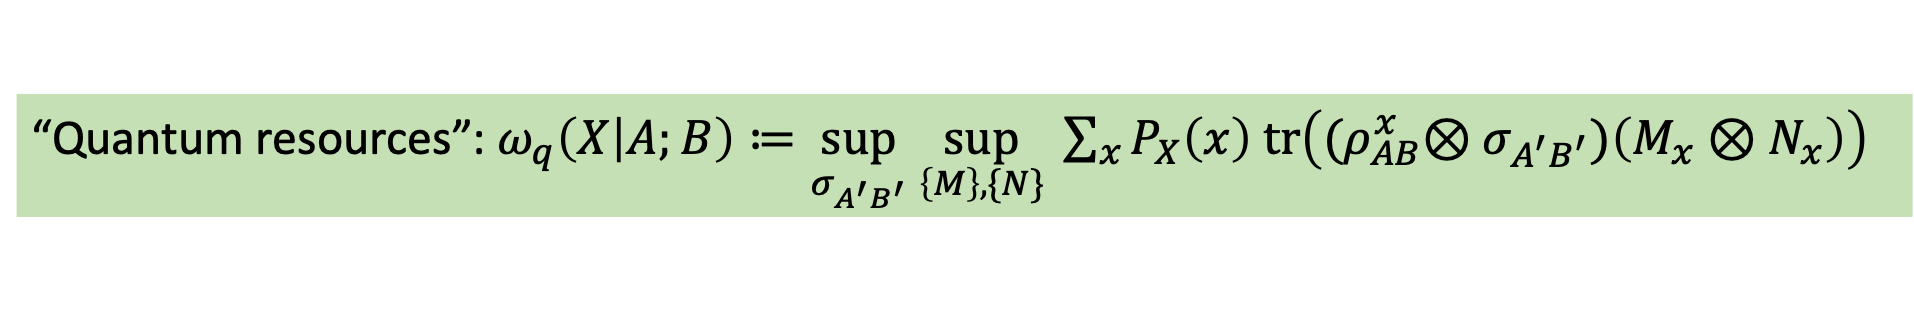 “Quantum resources”: ω_q(X|A; B) ≔ sup_{σ_{A′B′}} sup_{{M},{N}} ∑_x P_X(x) tr((ρ^x_{AB}⊗ σ_{A′B′})(M_x ⊗ N_x))